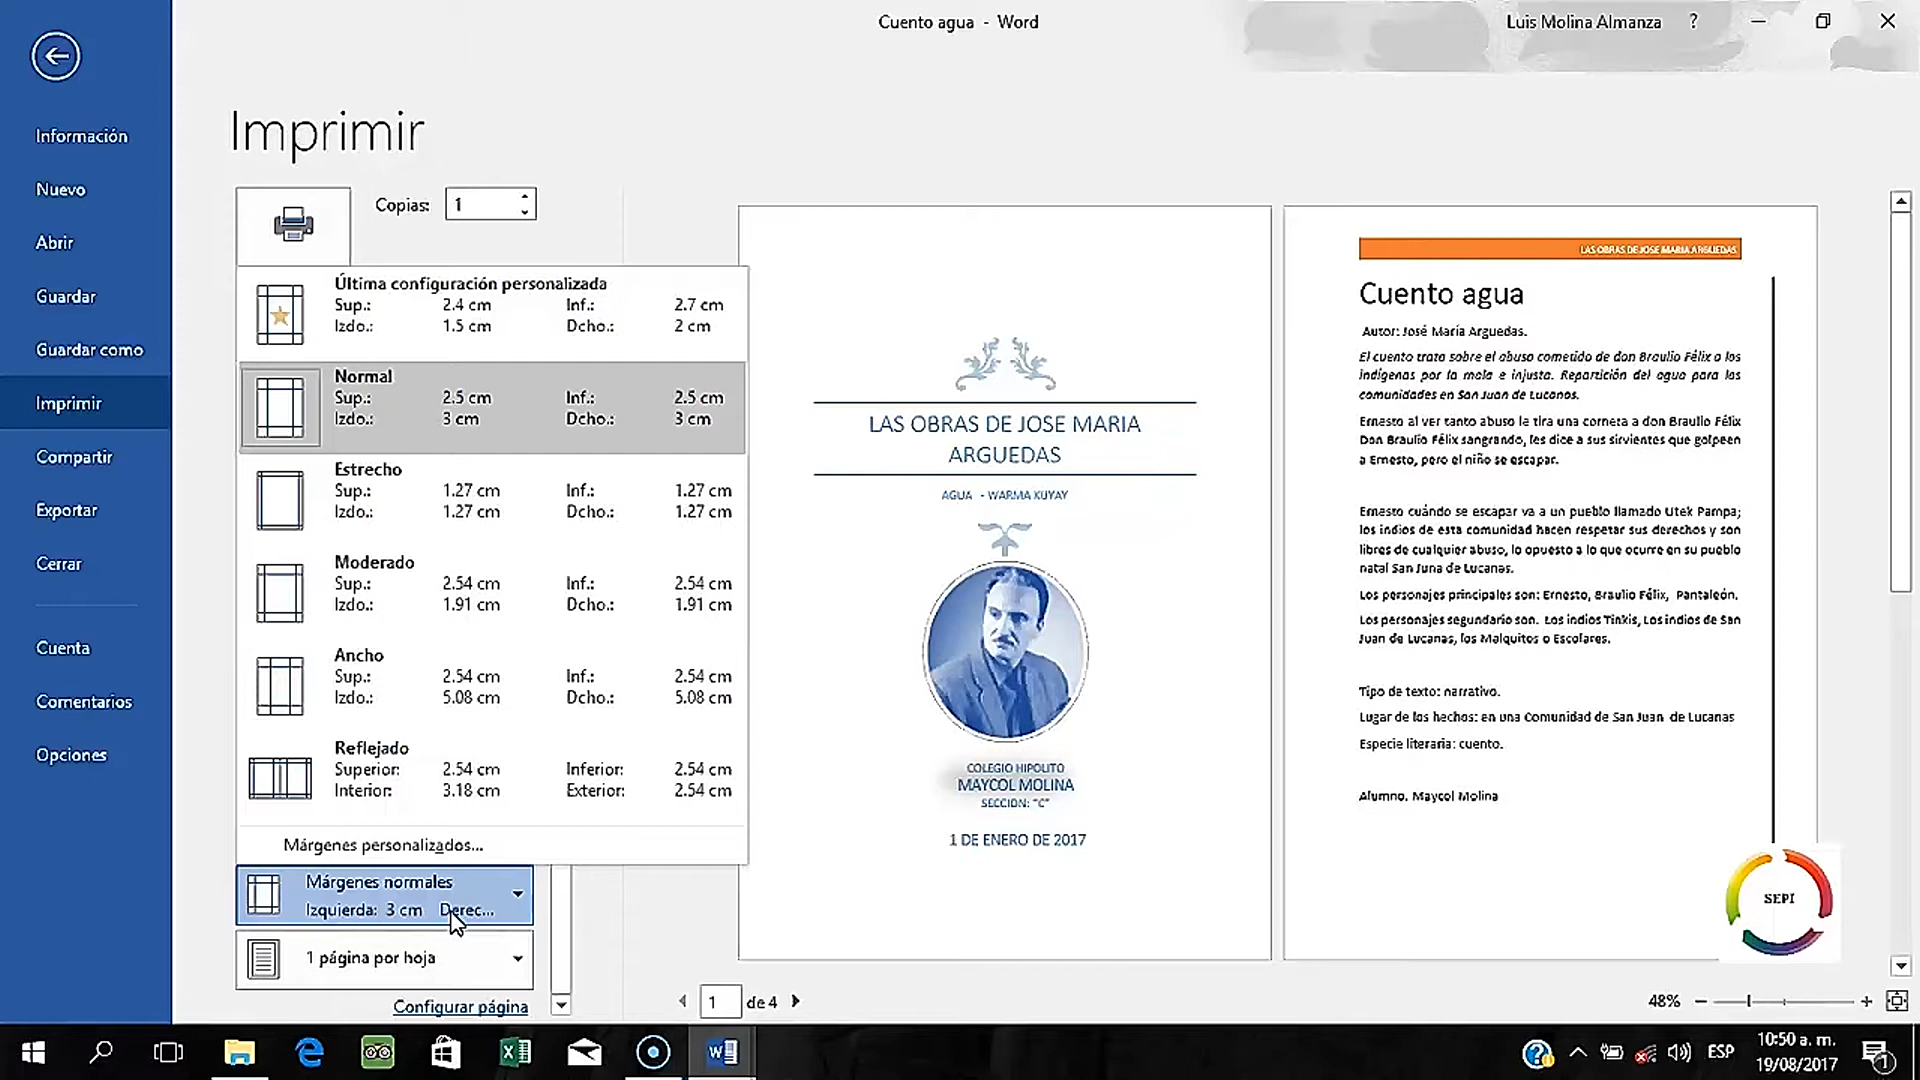 Cuento agua - Word
Luis Molina Almanza
?
Información
Nuevo
Abrir
Guardar
Guardar como
Imprimir
Compartir
Exportar
Cerrar
Cuenta
Comentarios
Opciones
Imprimir
Copias: 1
Última configuración personalizada
Sup.: 2.4 cm Inf.: 2.7 cm
Izdo.: 1.5 cm Dcho.: 2 cm
Normal
Sup.: 2.5 cm Inf.: 2.5 cm
Izdo.: 3 cm Dcho.: 3 cm
Estrecho
Sup.: 1.27 cm Inf.: 1.27 cm
Izdo.: 1.27 cm Dcho.: 1.27 cm
Moderado
Sup.: 2.54 cm Inf.: 2.54 cm
Izdo.: 1.91 cm Dcho.: 1.91 cm
Ancho
Sup.: 2.54 cm Inf.: 2.54 cm
Izdo.: 5.08 cm Dcho.: 5.08 cm
Reflejado
Superior: 2.54 cm Inferior: 2.54 cm
Interior: 3.18 cm Exterior: 2.54 cm
Márgenes personalizados...
Márgenes normales
Izquierda: 3 cm Derec...
1 página por hoja
Configurar página
LAS OBRAS DE JOSE MARIA
ARGUEDAS
AGUA - WARMA KUYAY
COLEGIO HIPOLITO
MAYCOL MOLINA
SECCION: "C"
1 DE ENERO DE 2017
LAS OBRAS DE JOSE MARIA ARGUEDAS
Cuento agua
Autor: José María Arguedas.
El cuento trata sobre el abuso cometido de don Braulio Félix a los
indígenas por la mala e injusta. Repartición del agua para las
comunidades en San Juan de Lucanas.
Ernesto al ver tanto abuso le tira una corneta a don Braulio Félix
Don Braulio Félix sangrando, les dice a sus sirvientes que golpeen
a Ernesto, pero el niño se escapar.
Ernesto cuándo se escapar va a un pueblo llamado Utek Pampa;
los indios de esta comunidad hacen respetar sus derechos y son
libres de cualquier abuso, lo opuesto a lo que ocurre en su pueblo
natal San Juna de Lucanas.
Los personajes principales son: Ernesto, Braulio Félix, Pantaleón.
Los personajes segundario son. Los indios Tinkis, Los indios de San
Juan de Lucanas, los Malquitos o Escolares.
Tipo de texto: narrativo.
Lugar de los hechos: en una Comunidad de San Juan de Lucanas
Especie literaria: cuento.
Alumno. Maycol Molina
SEPI
1 de 4
48%
ESP
10:50 a. m.
19/08/2017
1